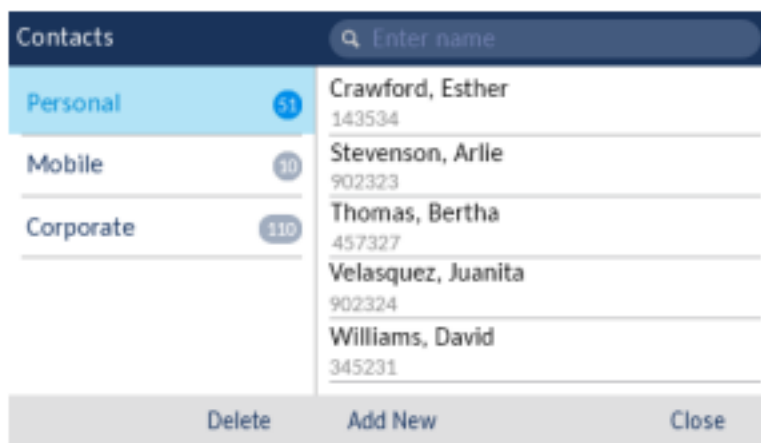 Contacts
Enter name
Personal 51
Mobile 10
Corporate 110
Crawford, Esther
143534
Stevenson, Arlie
902323
Thomas, Bertha
457327
Velasquez, Juanita
902324
Williams, David
345231
Delete Add New Close